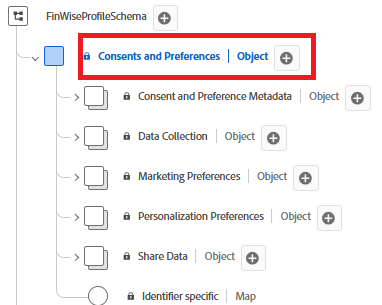 FinWiseProfileSchema
Consents and Preferences | Object
Consent and Preference Metadata | Object
Data Collection | Object
Marketing Preferences | Object
Personalization Preferences | Object
Share Data | Object
Identifier specific | Map